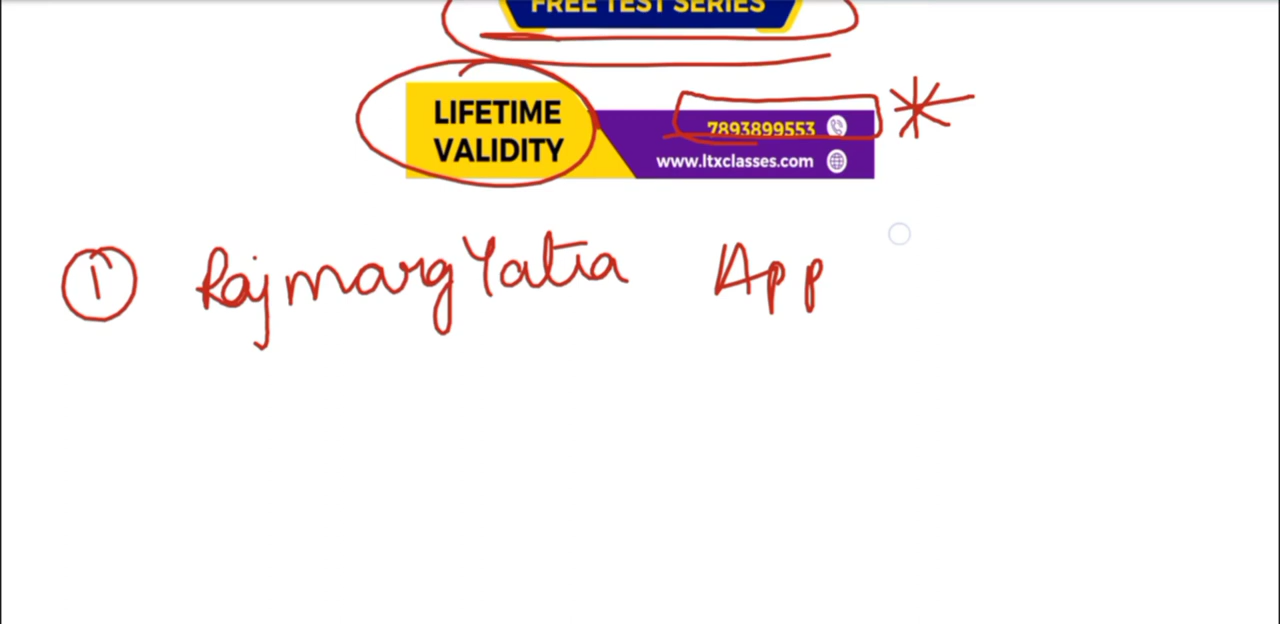 FREE TEST SERIES
LIFETIME
VALIDITY
7893899553
www.ltxclasses.com
1 RajmargYatra App